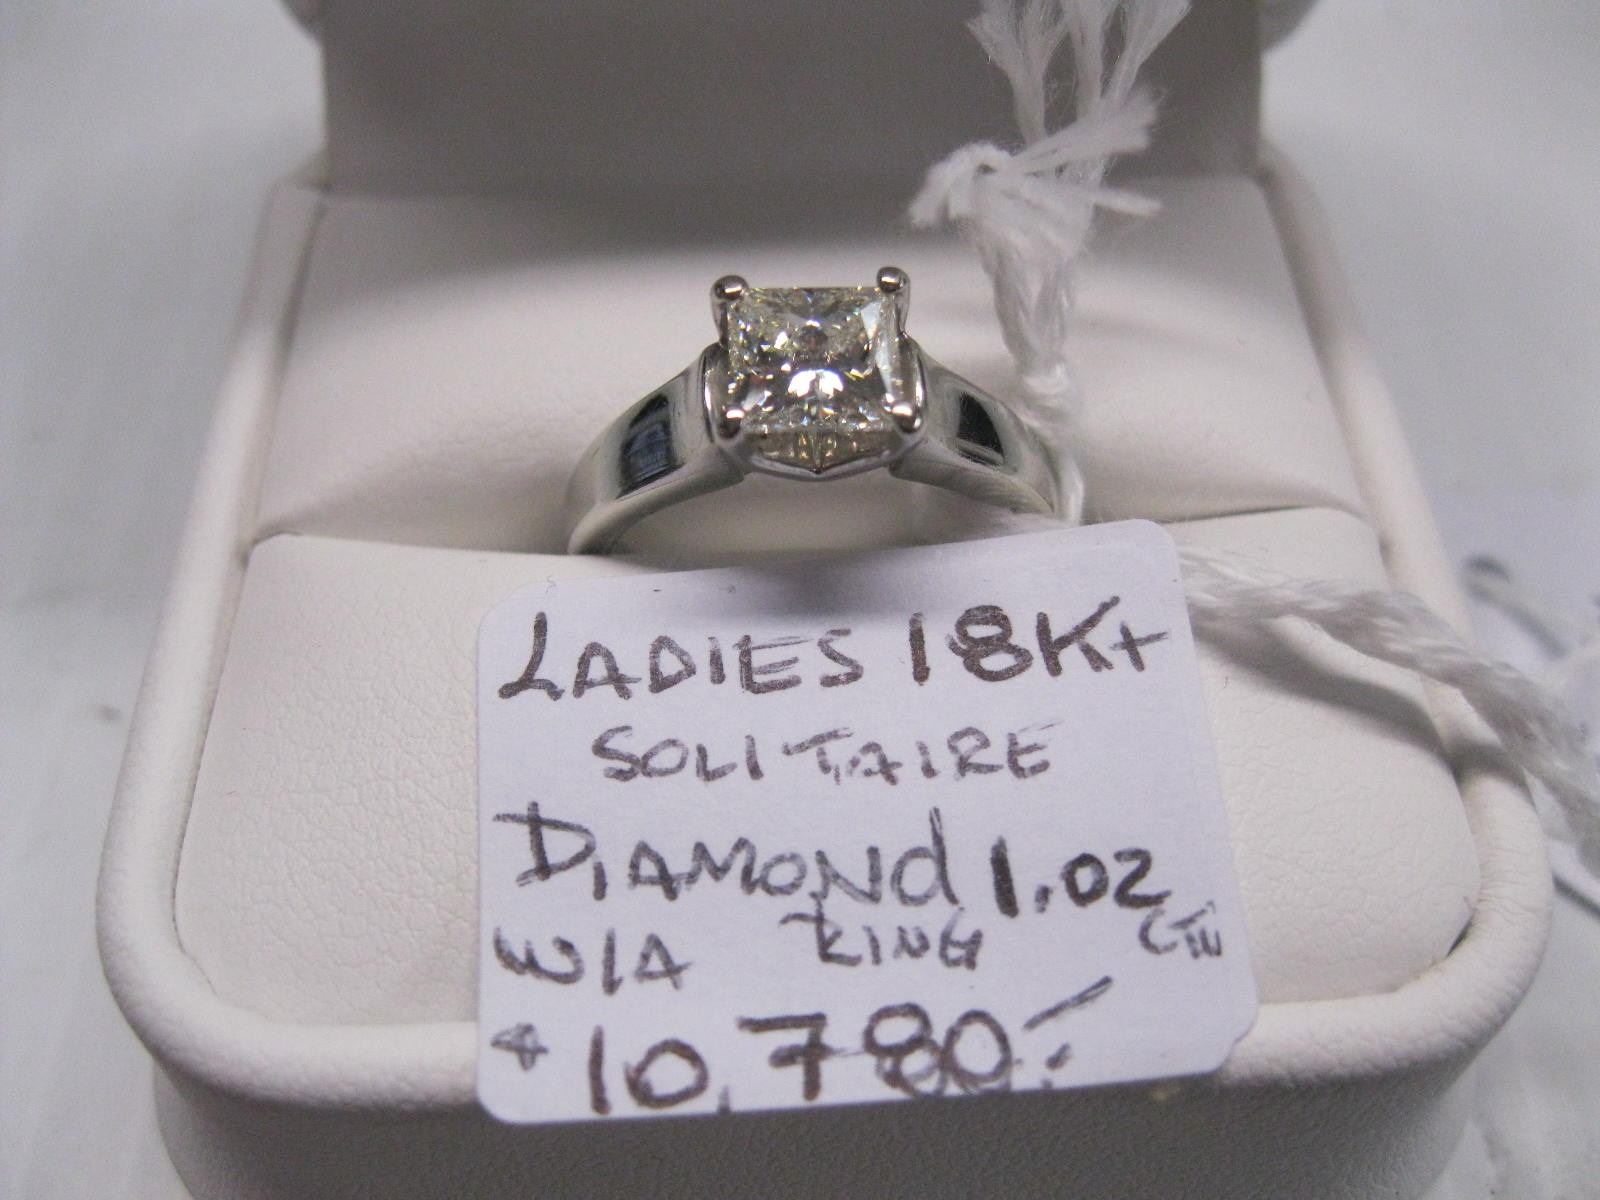 LADIES 18Kt
SOLITAIRE
DIAMOND 1.02
W/A RING CTW
$10,780.-